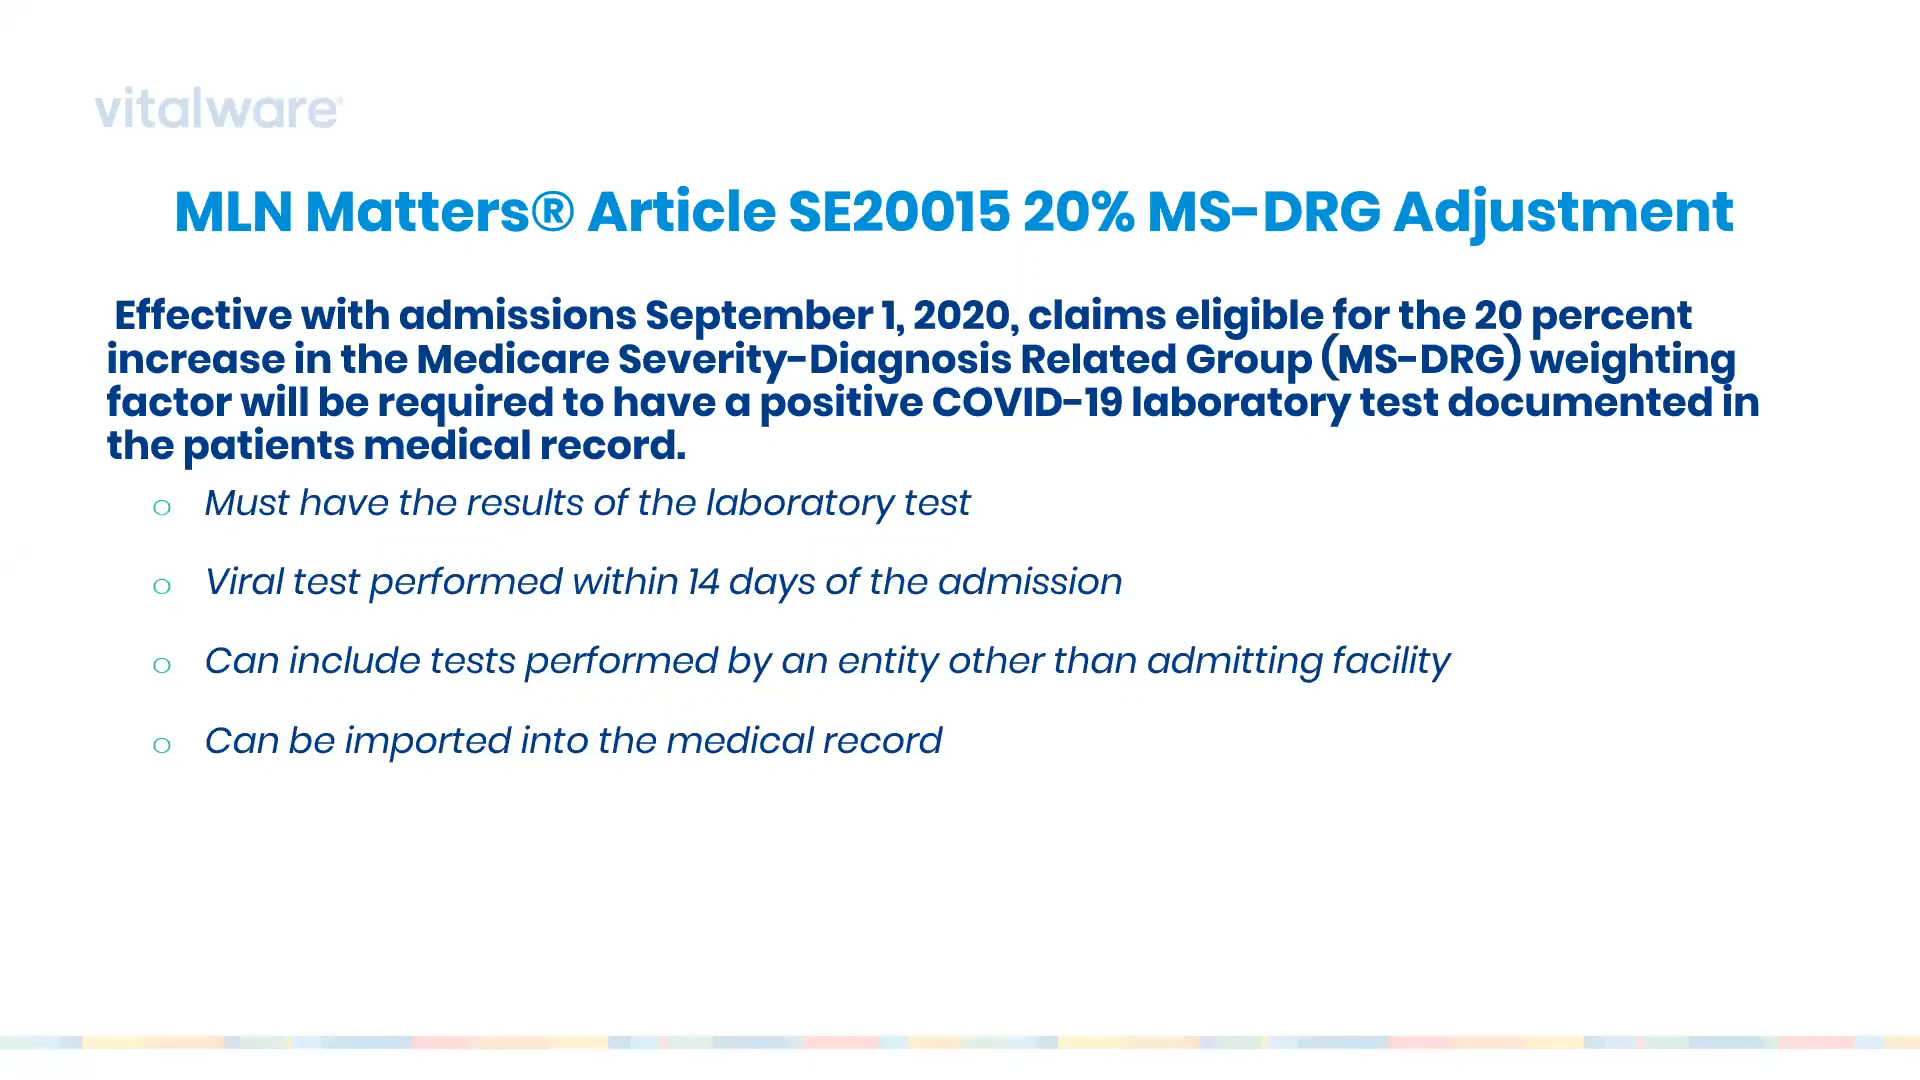 vitalware®
MLN Matters® Article SE20015 20% MS-DRG Adjustment
Effective with admissions September 1, 2020, claims eligible for the 20 percent
increase in the Medicare Severity-Diagnosis Related Group (MS-DRG) weighting
factor will be required to have a positive COVID-19 laboratory test documented in
the patients medical record.
o Must have the results of the laboratory test
o Viral test performed within 14 days of the admission
o Can include tests performed by an entity other than admitting facility
o Can be imported into the medical record